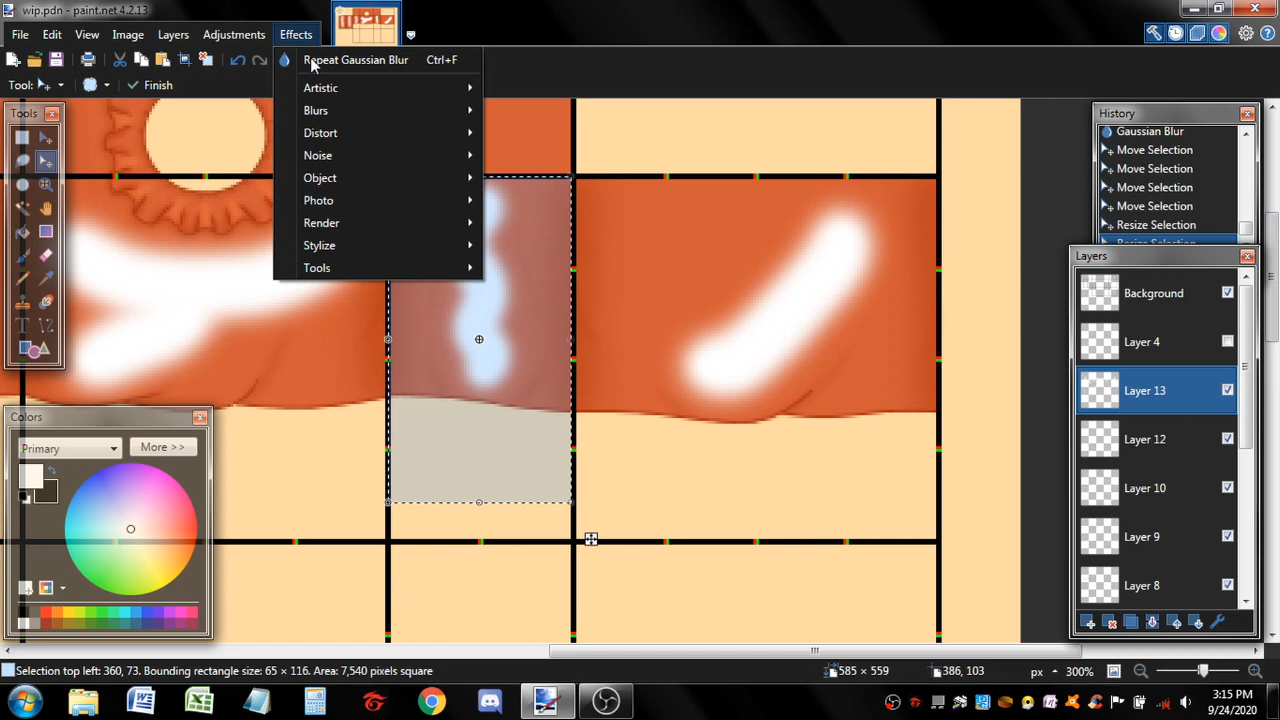 wip.pdn - paint.net 4.2.13
File Edit View Image Layers Adjustments Effects
Tool: Finish
Repeat Gaussian Blur Ctrl+F
Artistic
Blurs
Distort
Noise
Object
Photo
Render
Stylize
Tools
Tools
T
Colors
Primary
More >>
History
Gaussian Blur
Move Selection
Move Selection
Move Selection
Move Selection
Resize Selection
Resize Selection
Layers
Background
Layer 4
Layer 13
Layer 12
Layer 10
Layer 9
Layer 8
Selection top left: 360, 73. Bounding rectangle size: 65 × 116. Area: 7,540 pixels square
585 × 559
386, 103
px
300%
3:15 PM
9/24/2020